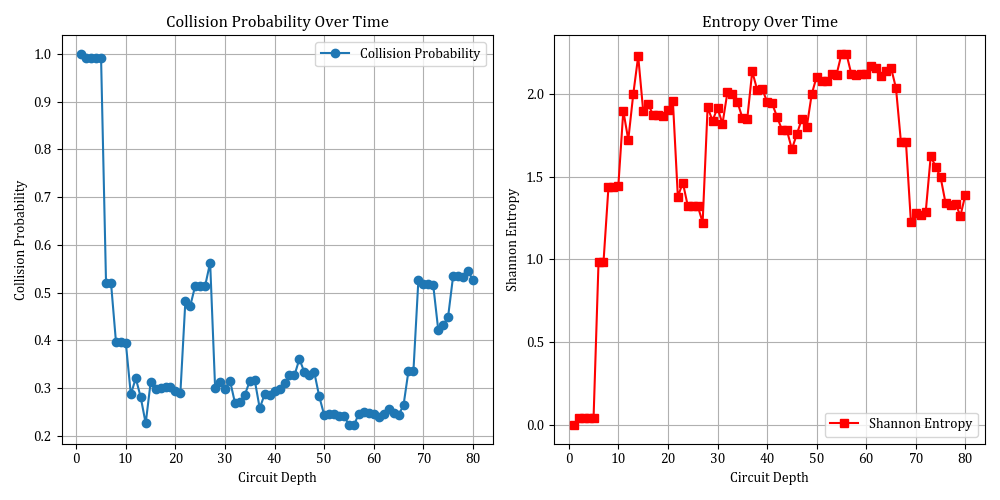 Collision Probability Over Time
Collision Probability
Collision Probability
1.0
0.9
0.8
0.7
0.6
0.5
0.4
0.3
0.2
0 10 20 30 40 50 60 70 80
Circuit Depth
Entropy Over Time
Shannon Entropy
2.0
1.5
1.0
0.5
0.0
Shannon Entropy
0 10 20 30 40 50 60 70 80
Circuit Depth